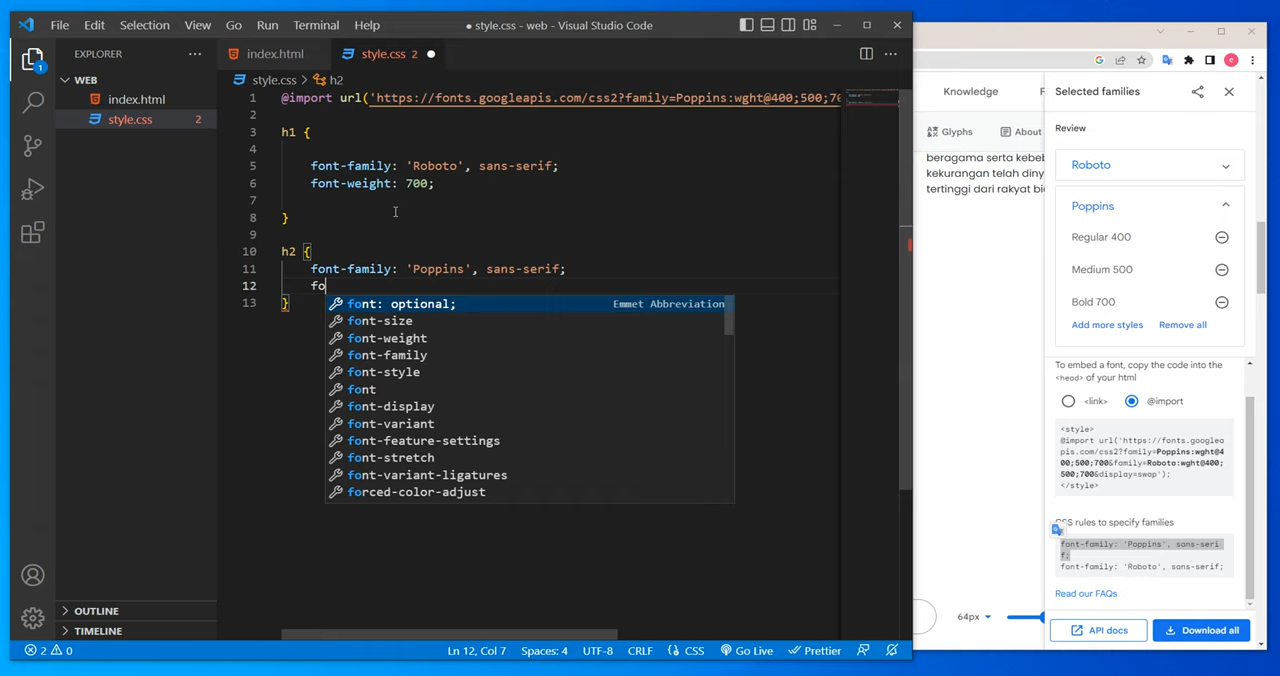 File Edit Selection View Go Run Terminal Help
● style.css - web - Visual Studio Code
EXPLORER
WEB
index.html
style.css 2
1
index.html
style.css 2
style.css > h2
1 @import url('https://fonts.googleapis.com/css2?family=Poppins:wght@400;500;70
2
3 h1 {
4
5 font-family: 'Roboto', sans-serif;
6 font-weight: 700;
7
8 }
9
10 h2 {
11 font-family: 'Poppins', sans-serif;
12 fo
13 }
font: optional; Emmet Abbreviation
font-size
font-weight
font-family
font-style
font
font-display
font-variant
font-feature-settings
font-stretch
font-variant-ligatures
forced-color-adjust
OUTLINE
TIMELINE
2 0
Ln 12, Col 7 Spaces: 4 UTF-8 CRLF CSS Go Live Prettier
e
Knowledge
Glyphs About
beragama serta kebeb
kekurangan telah diny
tertinggi dari rakyat bia
64px
Selected families
Review
Roboto
Poppins
Regular 400
Medium 500
Bold 700
Add more styles Remove all
To embed a font, copy the code into the
<head> of your html
<link> @import
<style>
@import url('https://fonts.googlea
pis.com/css2?family=Poppins:wght@4
00;500;700&family=Roboto:wght@400;
500;700&display=swap');
</style>
CSS rules to specify families
font-family: 'Poppins', sans-seri
f;
font-family: 'Roboto', sans-serif;
Read our FAQs
API docs Download all